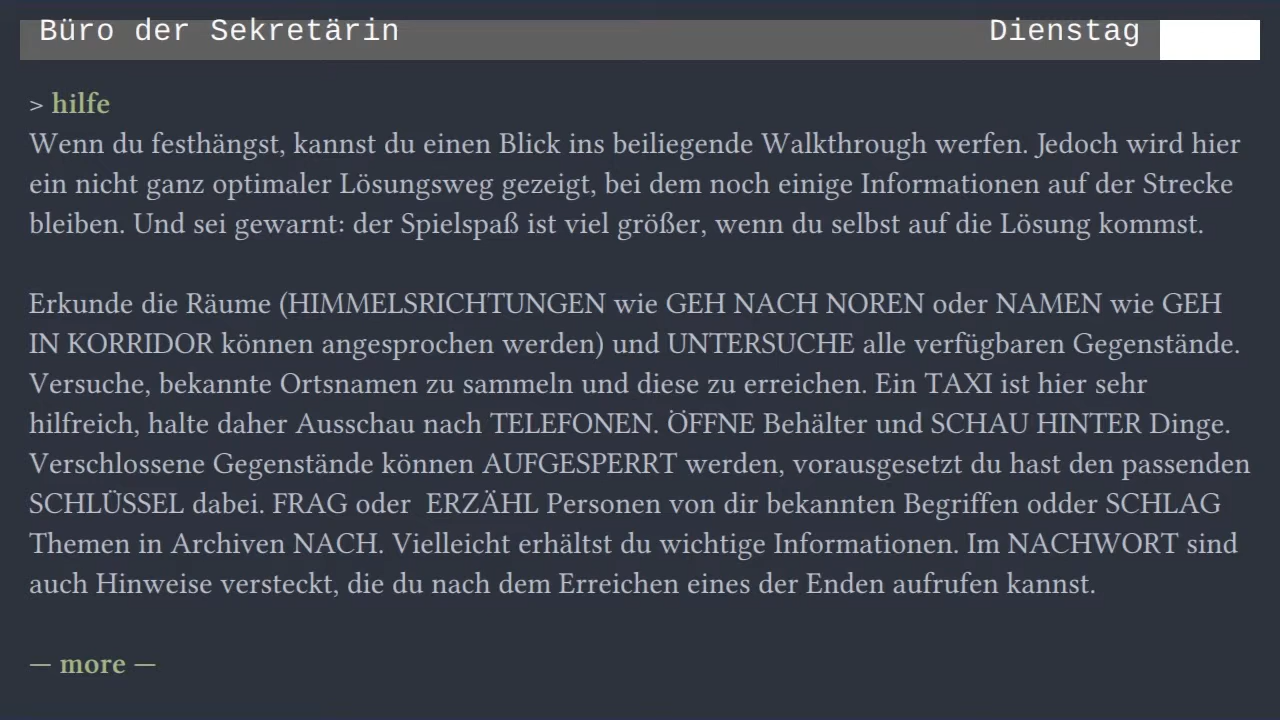 Büro der Sekretärin Dienstag
> hilfe
Wenn du festhängst, kannst du einen Blick ins beiliegende Walkthrough werfen. Jedoch wird hier
ein nicht ganz optimaler Lösungsweg gezeigt, bei dem noch einige Informationen auf der Strecke
bleiben. Und sei gewarnt: der Spielspaß ist viel größer, wenn du selbst auf die Lösung kommst.
Erkunde die Räume (HIMMELSRICHTUNGEN wie GEH NACH NOREN oder NAMEN wie GEH
IN KORRIDOR können angesprochen werden) und UNTERSUCHE alle verfügbaren Gegenstände.
Versuche, bekannte Ortsnamen zu sammeln und diese zu erreichen. Ein TAXI ist hier sehr
hilfreich, halte daher Ausschau nach TELEFONEN. ÖFFNE Behälter und SCHAU HINTER Dinge.
Verschlossene Gegenstände können AUFGESPERRT werden, vorausgesetzt du hast den passenden
SCHLÜSSEL dabei. FRAG oder  ERZÄHL Personen von dir bekannten Begriffen odder SCHLAG
Themen in Archiven NACH. Vielleicht erhältst du wichtige Informationen. Im NACHWORT sind
auch Hinweise versteckt, die du nach dem Erreichen eines der Enden aufrufen kannst.
— more —